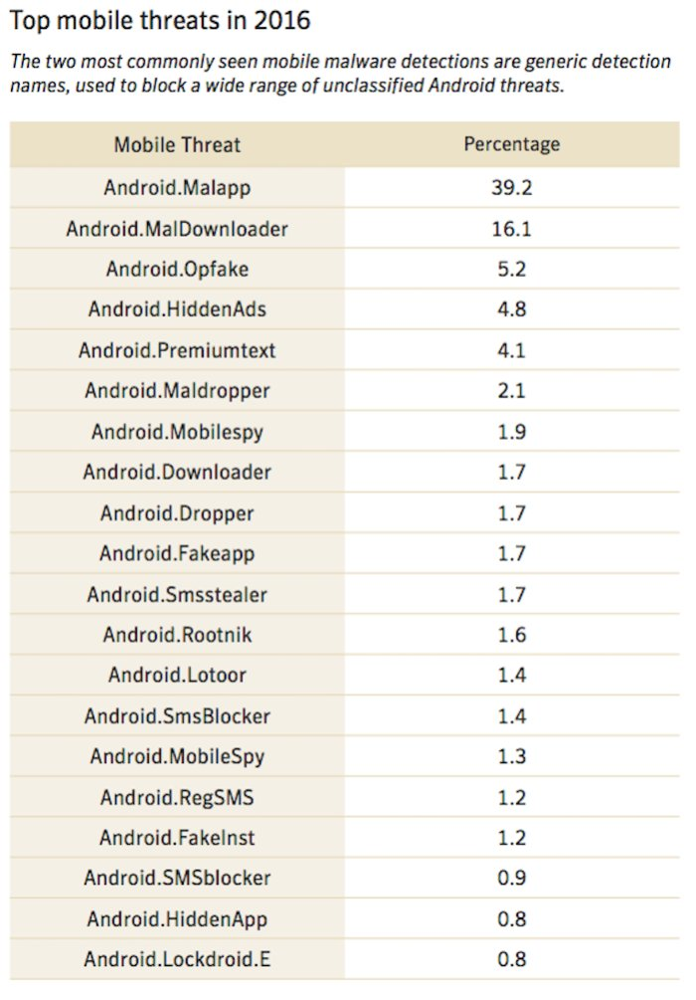 Top mobile threats in 2016
The two most commonly seen mobile malware detections are generic detection
names, used to block a wide range of unclassified Android threats.
Mobile Threat Percentage
Android.Malapp 39.2
Android.MalDownloader 16.1
Android.Opfake 5.2
Android.HiddenAds 4.8
Android.Premiumtext 4.1
Android.Maldropper 2.1
Android.Mobilespy 1.9
Android.Downloader 1.7
Android.Dropper 1.7
Android.Fakeapp 1.7
Android.Smsstealer 1.7
Android.Rootnik 1.6
Android.Lotoor 1.4
Android.SmsBlocker 1.4
Android.MobileSpy 1.3
Android.RegSMS 1.2
Android.FakeInst 1.2
Android.SMSblocker 0.9
Android.HiddenApp 0.8
Android.Lockdroid.E 0.8